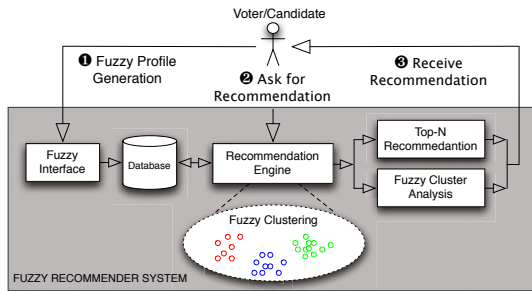 Voter/Candidate
❶ Fuzzy Profile
Generation
❷ Ask for
Recommendation
❸ Receive
Recommendation
Fuzzy
Interface
Database
Recommendation
Engine
Top-N
Recommedantion
Fuzzy Cluster
Analysis
Fuzzy Clustering
FUZZY RECOMMENDER SYSTEM